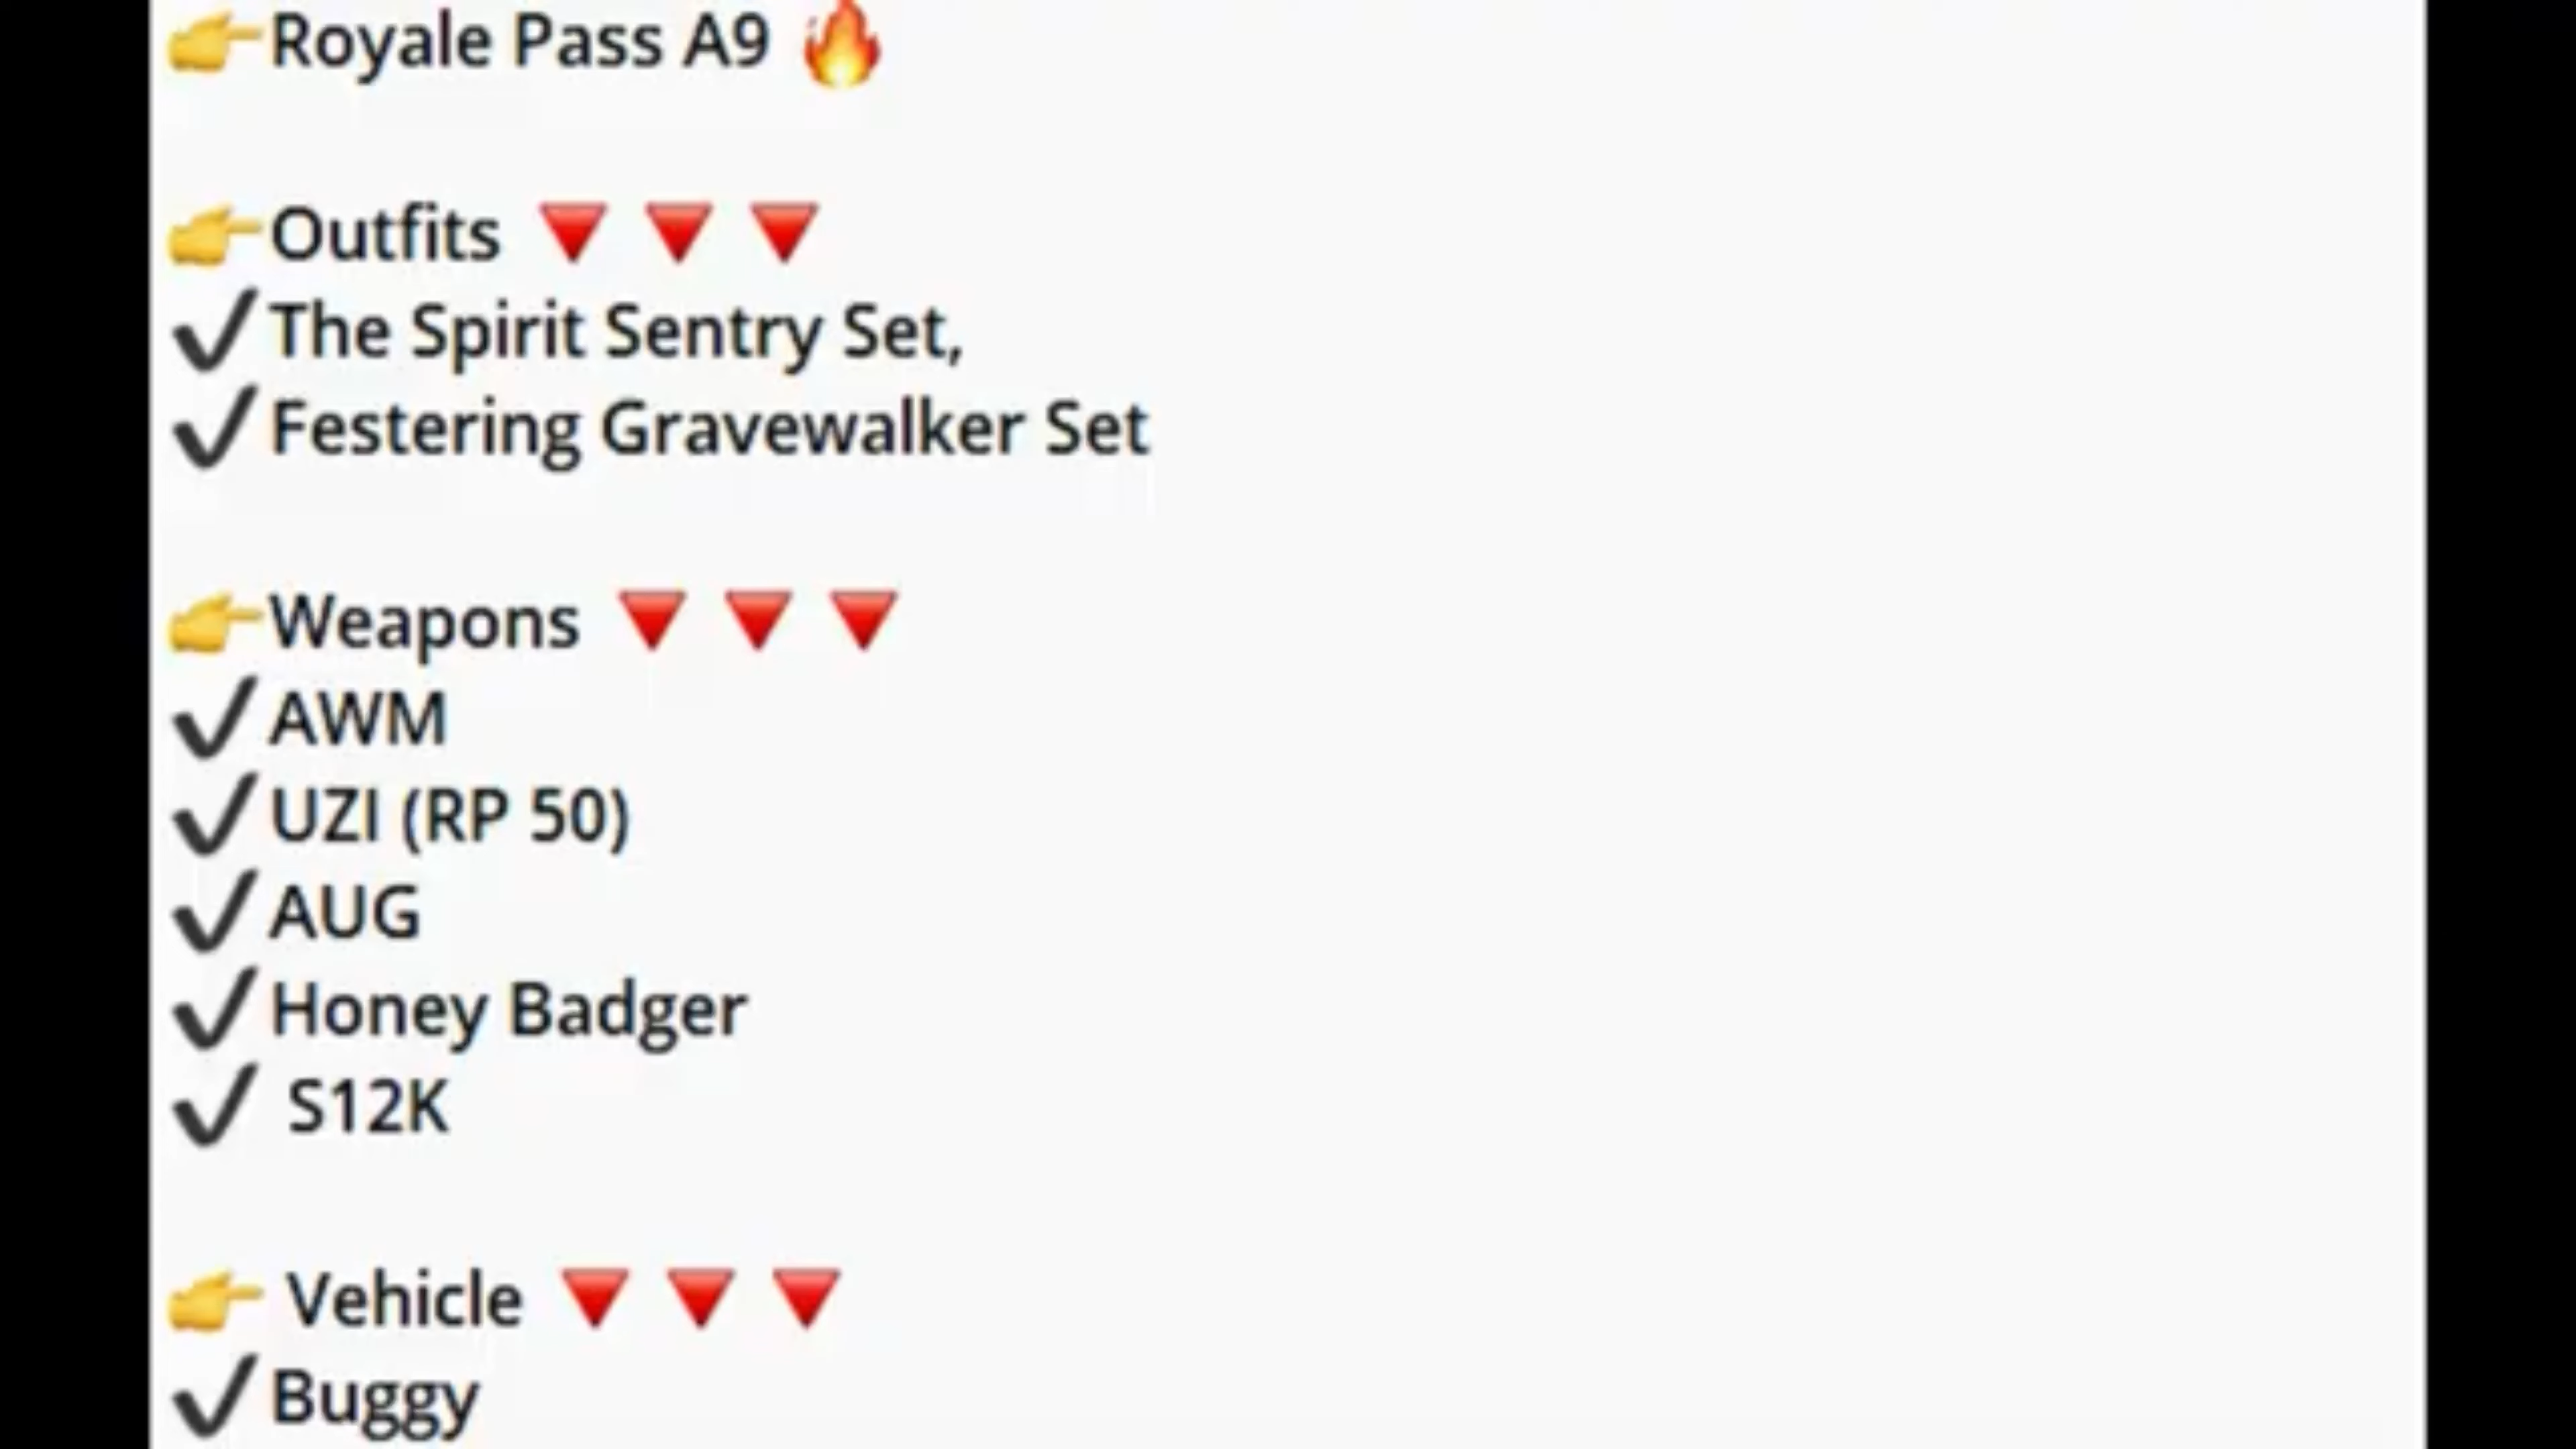 👉Royale Pass A9 🔥
👉Outfits 🔻🔻🔻
✔️The Spirit Sentry Set,
✔️Festering Gravewalker Set
👉Weapons 🔻🔻🔻
✔️AWM
✔️UZI (RP 50)
✔️AUG
✔️Honey Badger
✔️ S12K
👉 Vehicle 🔻🔻🔻
✔️Buggy